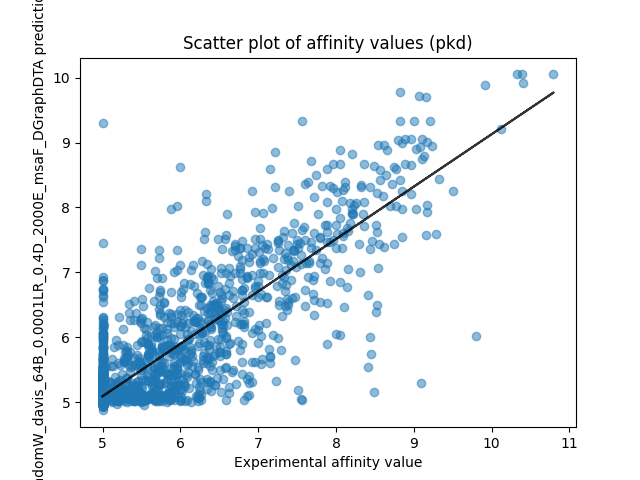 Scatter plot of affinity values (pkd)
domW_davis_64B_0.0001LR_0.4D_2000E_msaF_DGraphDTA predictio
10
9
8
7
6
5
5 6 7 8 9 10 11
Experimental affinity value